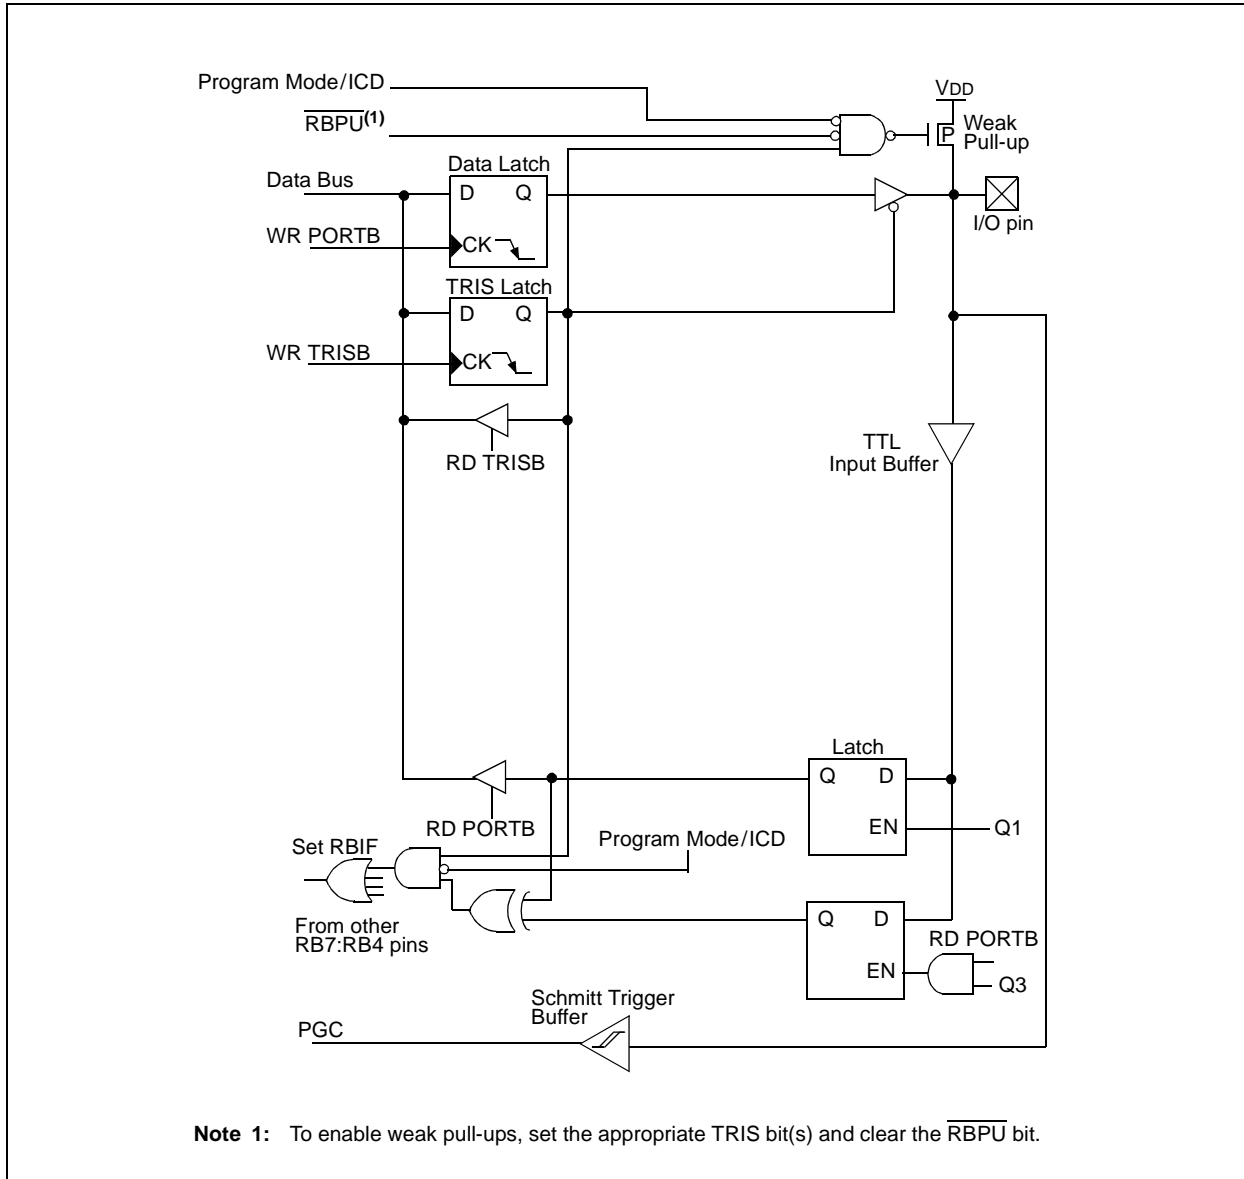 Program Mode/ICD
VDD
RBPU(1)
P
Weak
Pull-up
Data Latch
Data Bus
D
Q
I/O pin
WR PORTB
CK
TRIS Latch
D
Q
WR TRISB
CK
RD TRISB
TTL
Input Buffer
Latch
Q
D
RD PORTB
EN
Q1
Program Mode/ICD
Set RBIF
From other
RB7:RB4 pins
Q
D
RD PORTB
EN
Q3
Schmitt Trigger
Buffer
PGC
Note 1: To enable weak pull-ups, set the appropriate TRIS bit(s) and clear the RBPU bit.